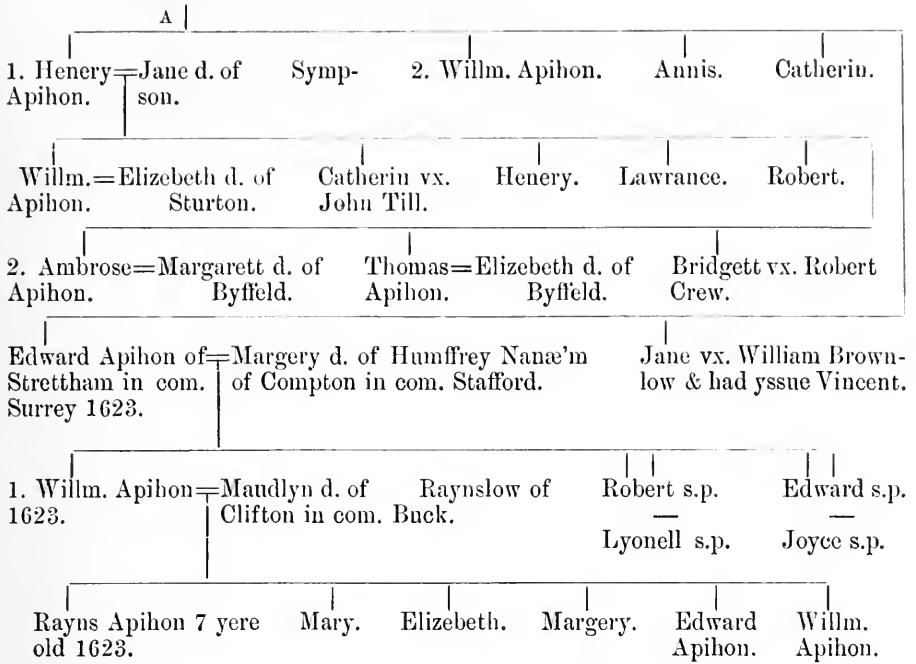 A
1. Henery=Jane d. of Symp- 2. Willm. Apihon. Annis. Catherin.
Apihon. son.
Willm.=Elizebeth d. of Catherin vx. Henery. Lawrance. Robert.
Apihon. Sturton. John Till.
2. Ambrose=Margarett d. of Thomas=Elizebeth d. of Bridgett vx. Robert
Apihon. Byffeld. Apihon. Byffeld. Crew.
Edward Apihon of=Margery d. of Humffrey Nanæ'm Jane vx. William Brown-
Strettham in com. of Compton in com. Stafford. low & had yssue Vincent.
Surrey 1623.
1. Willm. Apihon=Maudlyn d. of Raynslow of Robert s.p. Edward s.p.
1623. Clifton in com. Buck. — —
Lyonell s.p. Joyce s.p.
Rayns Apihon 7 yere Mary. Elizebeth. Margery. Edward Willm.
old 1623. Apihon. Apihon.